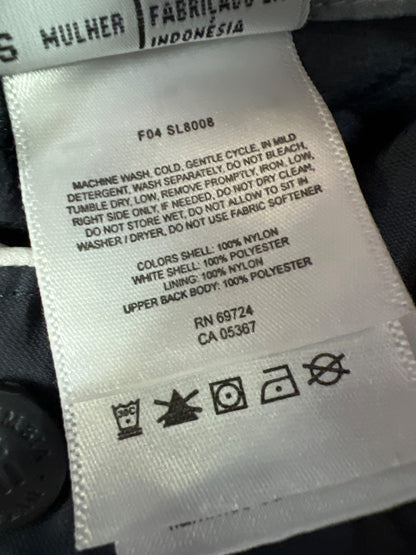 S MULHER FABRICADO
INDONÉSIA
F04 SL8008
MACHINE WASH, COLD, GENTLE CYCLE, IN MILD
DETERGENT, WASH SEPARATELY, DO NOT BLEACH,
TUMBLE DRY, LOW, REMOVE PROMPTLY, IRON, LOW,
RIGHT SIDE ONLY, IF NEEDED, DO NOT DRY CLEAN,
DO NOT STORE WET, DO NOT ALLOW TO SIT IN
WASHER / DRYER, DO NOT USE FABRIC SOFTENER
COLORS SHELL: 100% NYLON
WHITE SHELL: 100% POLYESTER
LINING: 100% NYLON
UPPER BACK BODY: 100% POLYESTER
RN 69724
CA 05367
30C